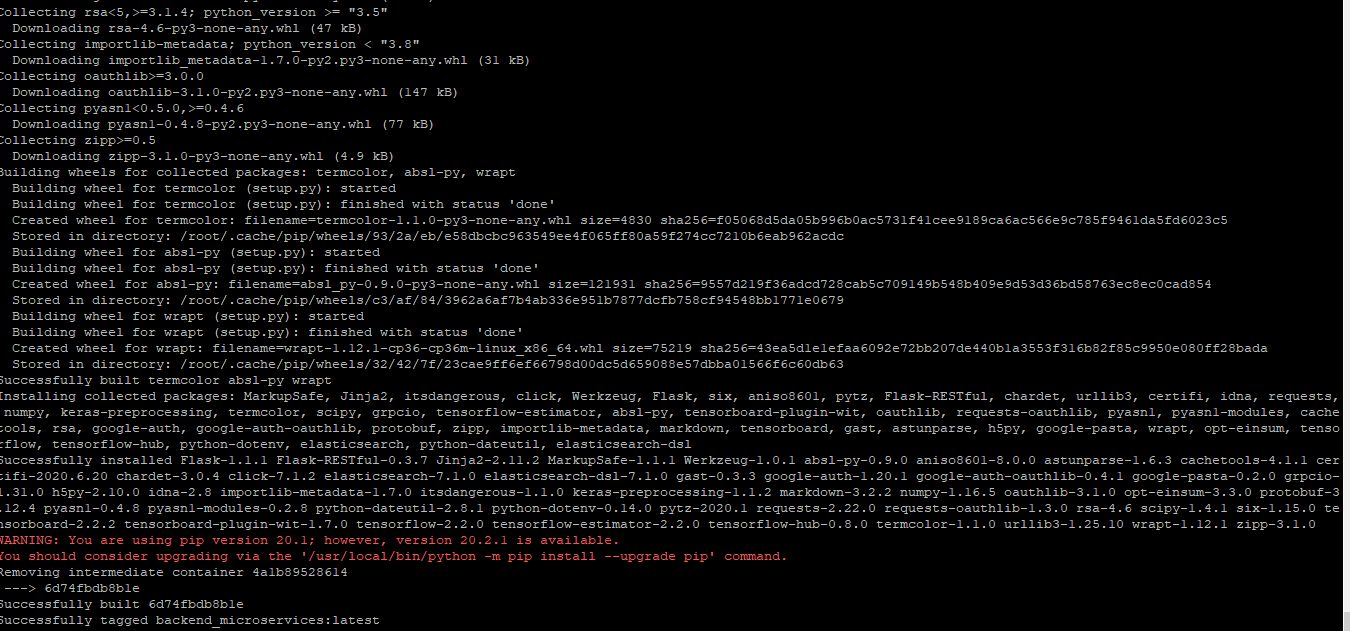 Collecting rsa<5,>=3.1.4; python_version >= "3.5"
Downloading rsa-4.6-py3-none-any.whl (47 kB)
Collecting importlib-metadata; python_version < "3.8"
Downloading importlib_metadata-1.7.0-py2.py3-none-any.whl (31 kB)
Collecting oauthlib>=3.0.0
Downloading oauthlib-3.1.0-py2.py3-none-any.whl (147 kB)
Collecting pyasn1<0.5.0,>=0.4.6
Downloading pyasn1-0.4.8-py2.py3-none-any.whl (77 kB)
Collecting zipp>=0.5
Downloading zipp-3.1.0-py3-none-any.whl (4.9 kB)
Building wheels for collected packages: termcolor, absl-py, wrapt
Building wheel for termcolor (setup.py): started
Building wheel for termcolor (setup.py): finished with status 'done'
Created wheel for termcolor: filename=termcolor-1.1.0-py3-none-any.whl size=4830 sha256=f05068d5da05b996b0ac5731f41cee9189ca6ac566e9c785f9461da5fd6023c5
Stored in directory: /root/.cache/pip/wheels/93/2a/eb/e58dbcbc963549ee4f065ff80a59f274cc7210b6eab962acdc
Building wheel for absl-py (setup.py): started
Building wheel for absl-py (setup.py): finished with status 'done'
Created wheel for absl-py: filename=absl_py-0.9.0-py3-none-any.whl size=121931 sha256=9557d219f36adcd728cab5c709149b548b409e9d53d36bd58763ec8ec0cad854
Stored in directory: /root/.cache/pip/wheels/c3/af/84/3962a6af7b4ab336e951b7877dcfb758cf94548bb1771e0679
Building wheel for wrapt (setup.py): started
Building wheel for wrapt (setup.py): finished with status 'done'
Created wheel for wrapt: filename=wrapt-1.12.1-cp36-cp36m-linux_x86_64.whl size=75219 sha256=43ea5d1e1efaa6092e72bb207de440b1a3553f316b82f85c9950e080ff28bada
Stored in directory: /root/.cache/pip/wheels/32/42/7f/23cae9ff6ef66798d00dc5d659088e57dbba01566f6c60db63
Successfully built termcolor absl-py wrapt
Installing collected packages: MarkupSafe, Jinja2, itsdangerous, click, Werkzeug, Flask, six, aniso8601, pytz, Flask-RESTful, chardet, urllib3, certifi, idna, requests,
numpy, keras-preprocessing, termcolor, scipy, grpcio, tensorflow-estimator, absl-py, tensorboard-plugin-wit, oauthlib, requests-oauthlib, pyasn1, pyasn1-modules, cache
tools, rsa, google-auth, google-auth-oauthlib, protobuf, zipp, importlib-metadata, markdown, tensorboard, gast, astunparse, h5py, google-pasta, wrapt, opt-einsum, tenso
rflow, tensorflow-hub, python-dotenv, elasticsearch, python-dateutil, elasticsearch-dsl
Successfully installed Flask-1.1.1 Flask-RESTful-0.3.7 Jinja2-2.11.2 MarkupSafe-1.1.1 Werkzeug-1.0.1 absl-py-0.9.0 aniso8601-8.0.0 astunparse-1.6.3 cachetools-4.1.1 cer
tifi-2020.6.20 chardet-3.0.4 click-7.1.2 elasticsearch-7.1.0 elasticsearch-dsl-7.1.0 gast-0.3.3 google-auth-1.20.1 google-auth-oauthlib-0.4.1 google-pasta-0.2.0 grpcio-
1.31.0 h5py-2.10.0 idna-2.8 importlib-metadata-1.7.0 itsdangerous-1.1.0 keras-preprocessing-1.1.2 markdown-3.2.2 numpy-1.16.5 oauthlib-3.1.0 opt-einsum-3.3.0 protobuf-3
.12.4 pyasn1-0.4.8 pyasn1-modules-0.2.8 python-dateutil-2.8.1 python-dotenv-0.14.0 pytz-2020.1 requests-2.22.0 requests-oauthlib-1.3.0 rsa-4.6 scipy-1.4.1 six-1.15.0 te
nsorboard-2.2.2 tensorboard-plugin-wit-1.7.0 tensorflow-2.2.0 tensorflow-estimator-2.2.0 tensorflow-hub-0.8.0 termcolor-1.1.0 urllib3-1.25.10 wrapt-1.12.1 zipp-3.1.0
WARNING: You are using pip version 20.1; however, version 20.2.1 is available.
You should consider upgrading via the '/usr/local/bin/python -m pip install --upgrade pip' command.
Removing intermediate container 4a1b89528614
---> 6d74fbdb8b1e
Successfully built 6d74fbdb8b1e
Successfully tagged backend_microservices:latest